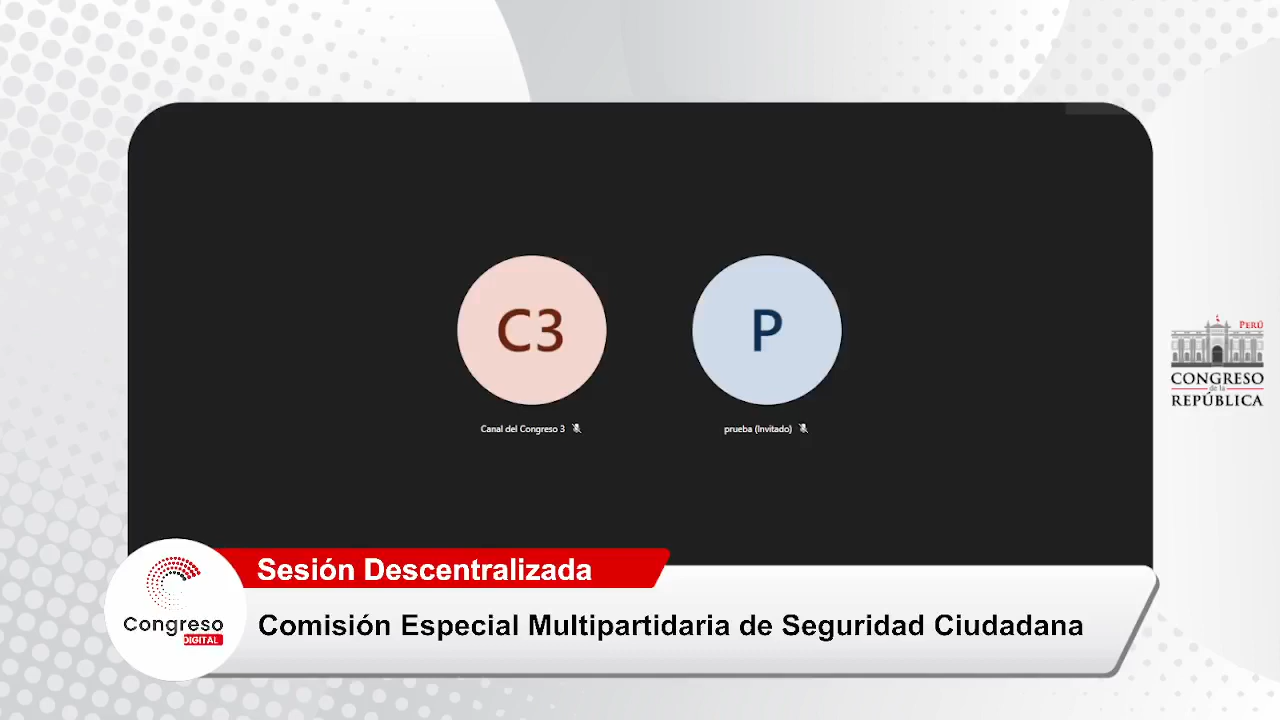 C3
P
Canal del Congreso 3
prueba (Invitado)
PERÚ
CONGRESO
de la
REPÚBLICA
Sesión Descentralizada
Congreso
DIGITAL
Comisión Especial Multipartidaria de Seguridad Ciudadana